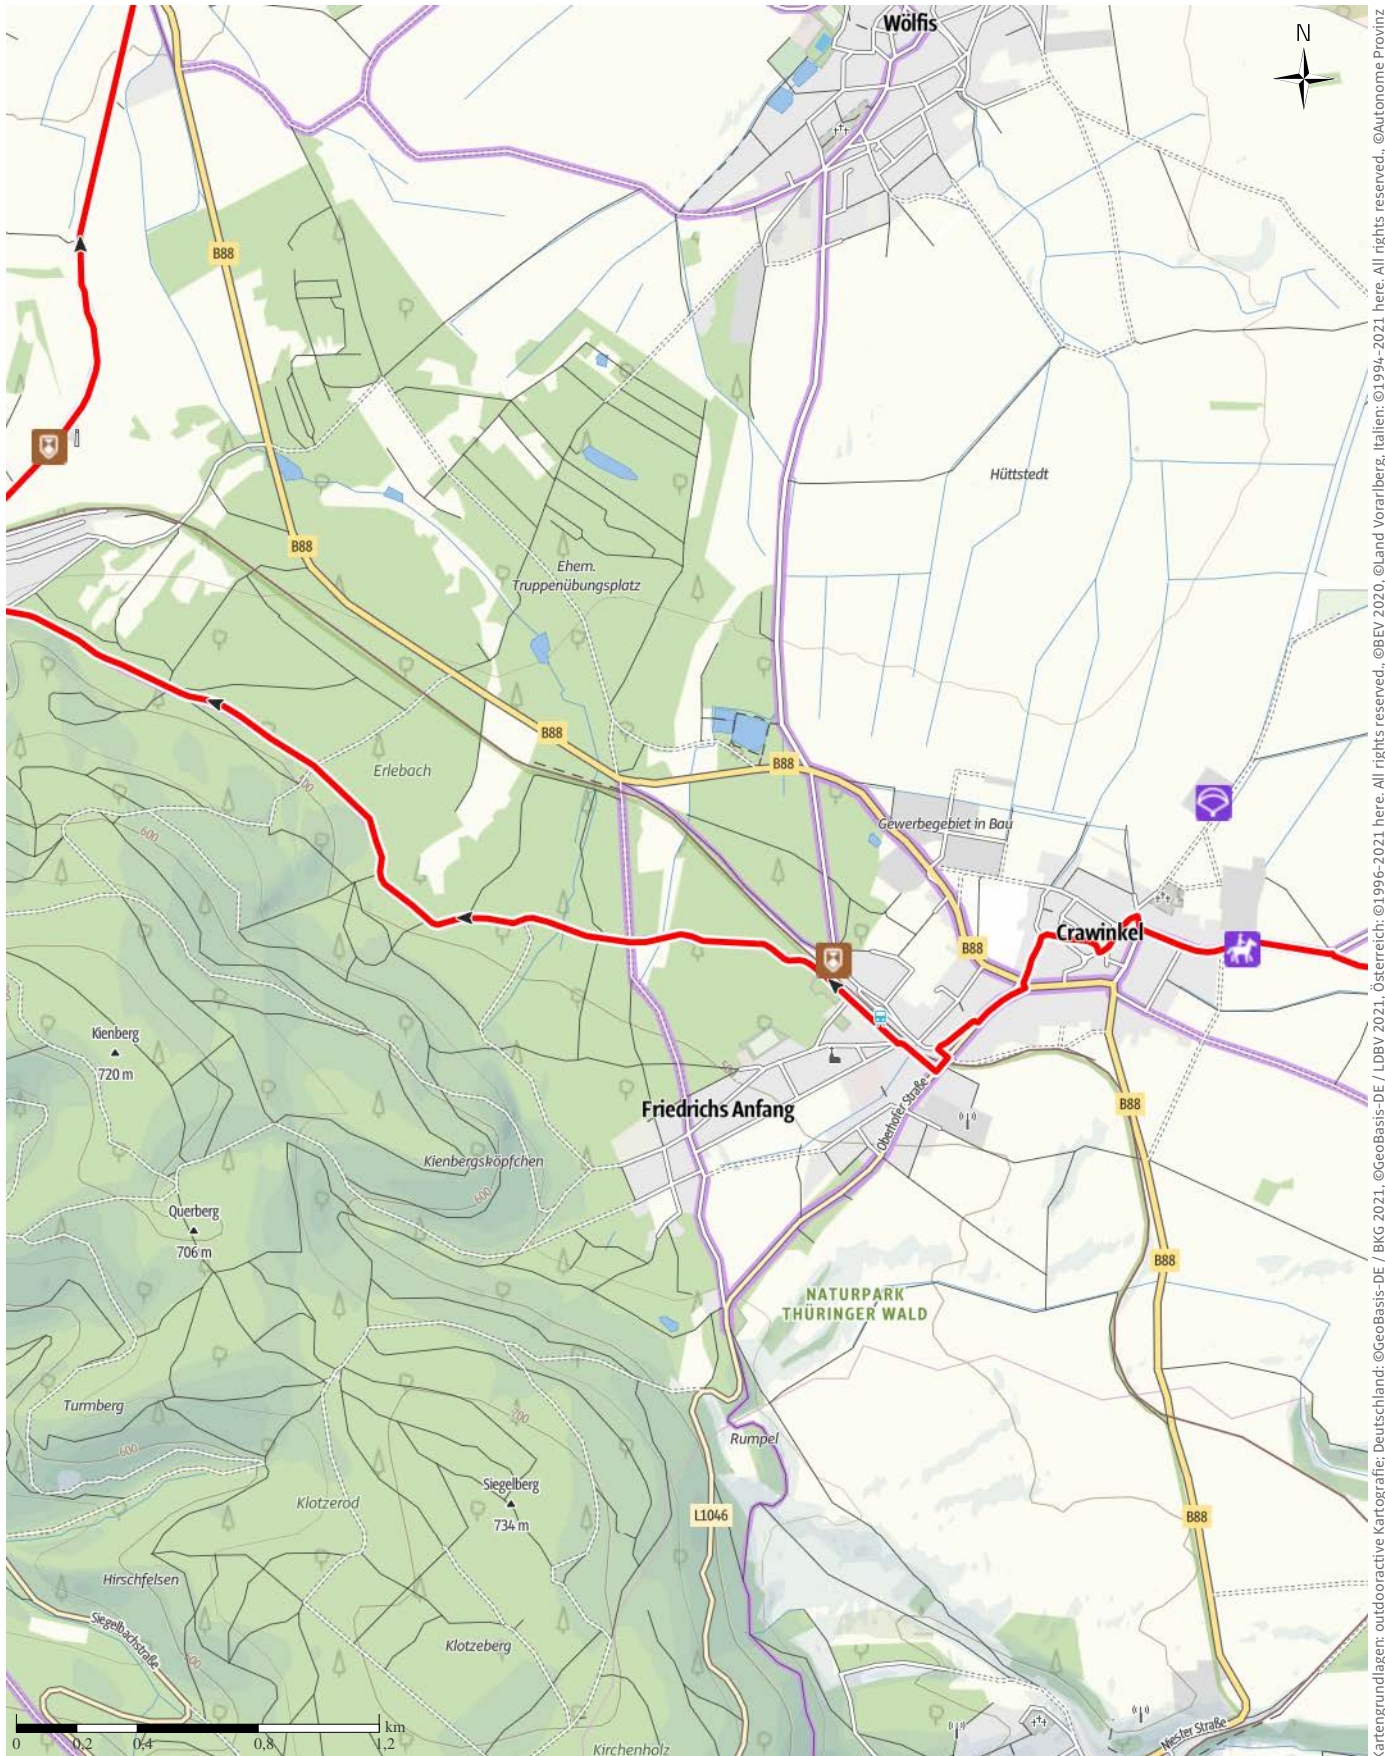 Wölfis
N
B88
Hüttstedt
B88
Ehem.
Truppenübungsplatz
B88
B88
Erlebach
700
600
Gewerbegebiet in Bau
Crawinkel
B88
Kienberg
720 m
B88
Friedrichs Anfang
Oberhofer Straße
Kienbergsköpfchen
600
Querberg
706 m
B88
NATURPARK
THÜRINGER WALD
Turmberg
700
600
Rumpel
Siegelberg
734 m
Klotzerod
L1046
B88
Hirschfelsen
Siegelbachstraße
Klotzeberg
Niester Straße
Kirchenholz
km
0
0,2
0,4
0,8
1,2
artengrundlagen: outdooractive Kartografie; Deutschland: ©GeoBasis-DE / BKG 2021, ©GeoBasis-DE / LDBV 2021, Österreich: ©1996-2021 here. All rights reserved., ©BEV 2020, ©Land Vorarlberg, Italien: ©1994-2021 here. All rights reserved., ©Autonome Provinz